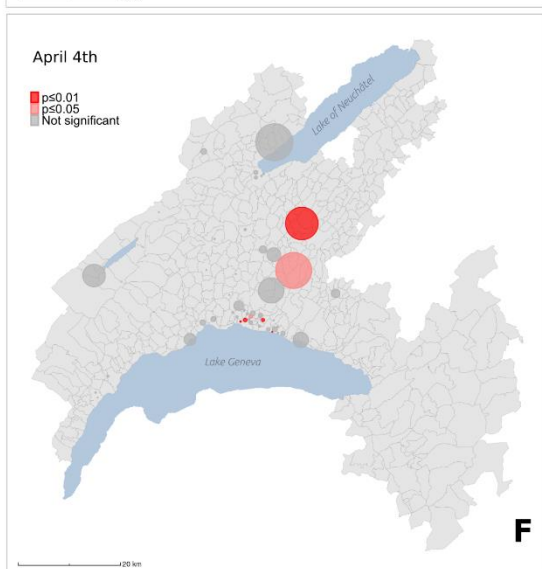 April 4th
p≤0.01
p≤0.05
Not significant
Lake of Neuchâtel
Lake Geneva
F
20 km